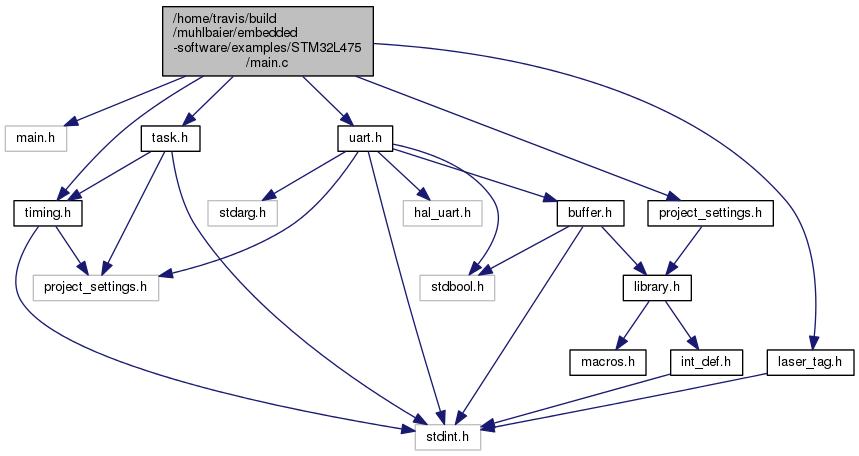 /home/travis/build
/muhlbaier/embedded
-software/examples/STM32L475
/main.c
main.h
task.h
uart.h
timing.h
stdarg.h
hal_uart.h
buffer.h
project_settings.h
project_settings.h
stdbool.h
library.h
macros.h
int_def.h
laser_tag.h
stdint.h